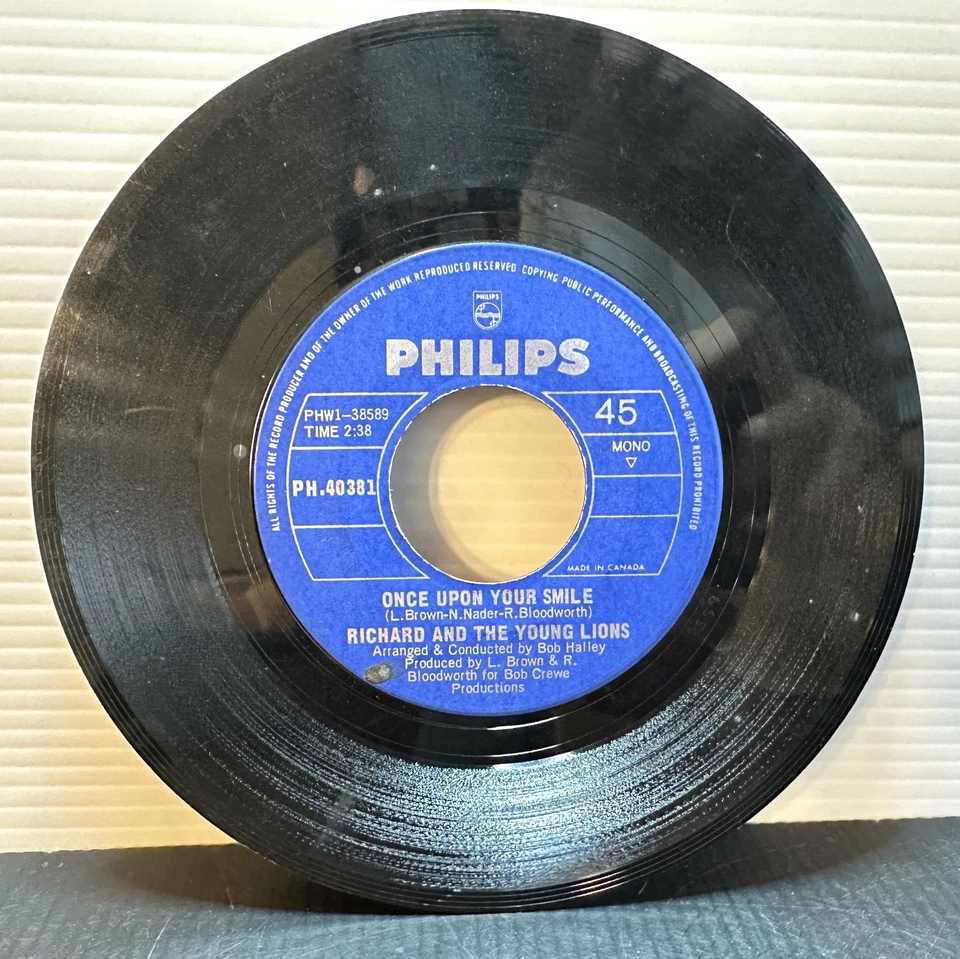 ALL RIGHTS OF THE RECORD PRODUCER AND OF THE OWNER OF THE WORK REPRODUCED RESERVED COPYING PUBLIC PERFORMANCE AND BROADCASTING OF THIS RECORD PROHIBITED
PHILIPS
PHILIPS
PHW1-38589
TIME 2:38
45
MONO
PH.40381
MADE IN CANADA
ONCE UPON YOUR SMILE
(L.Brown-N.Nader-R.Bloodworth)
RICHARD AND THE YOUNG LIONS
Arranged & Conducted by Bob Halley
Produced by L. Brown & R.
Bloodworth for Bob Crewe
Productions